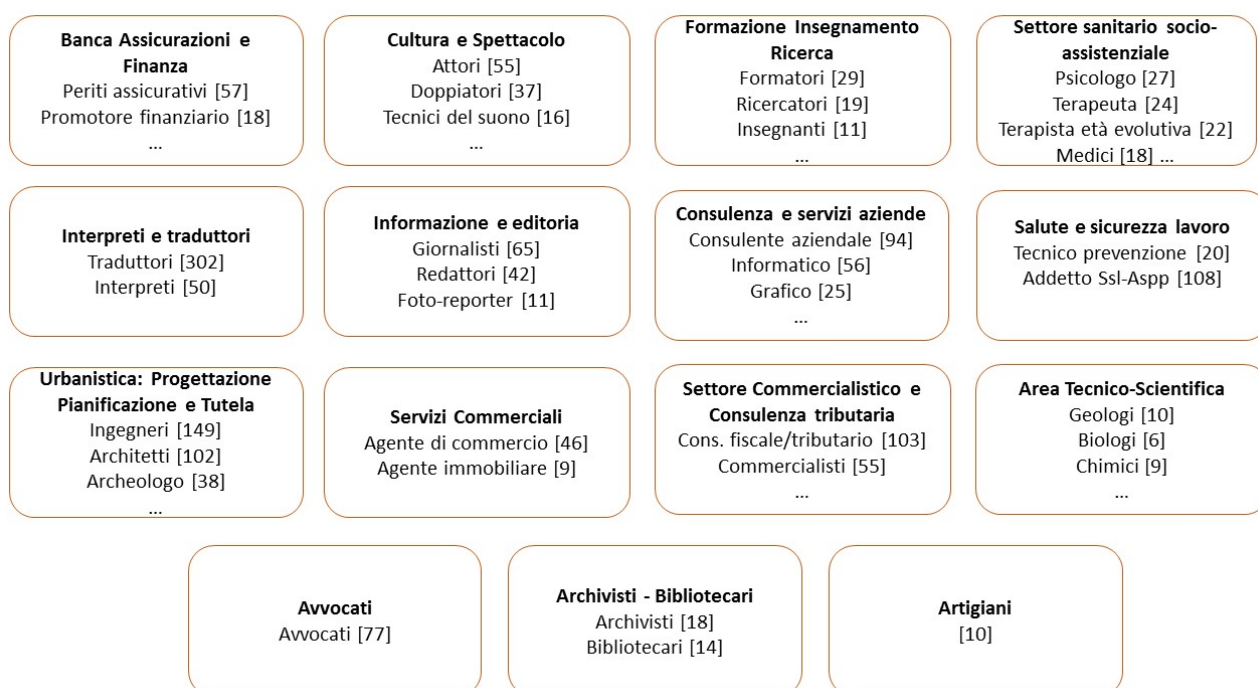 Banca Assicurazioni e
Finanza
Periti assicurativi [57]
Promotore finanziario [18]
...
Cultura e Spettacolo
Attori [55]
Doppiatori [37]
Tecnici del suono [16]
...
Formazione Insegnamento
Ricerca
Formatori [29]
Ricercatori [19]
Insegnanti [11]
...
Settore sanitario socio-
assistenziale
Psicologo [27]
Terapeuta [24]
Terapista età evolutiva [22]
Medici [18] ...
Interpreti e traduttori
Traduttori [302]
Interpreti [50]
Informazione e editoria
Giornalisti [65]
Redattori [42]
Foto-reporter [11]
Consulenza e servizi aziende
Consulente aziendale [94]
Informatico [56]
Grafico [25]
...
Salute e sicurezza lavoro
Tecnico prevenzione [20]
Addetto Ssl-Aspp [108]
Urbanistica: Progettazione
Pianificazione e Tutela
Ingegneri [149]
Architetti [102]
Archeologo [38]
...
Servizi Commerciali
Agente di commercio [46]
Agente immobiliare [9]
Settore Commercialistico e
Consulenza tributaria
Cons. fiscale/tributario [103]
Commercialisti [55]
...
Area Tecnico-Scientifica
Geologi [10]
Biologi [6]
Chimici [9]
...
Avvocati
Avvocati [77]
Archivisti - Bibliotecari
Archivisti [18]
Bibliotecari [14]
Artigiani
[10]